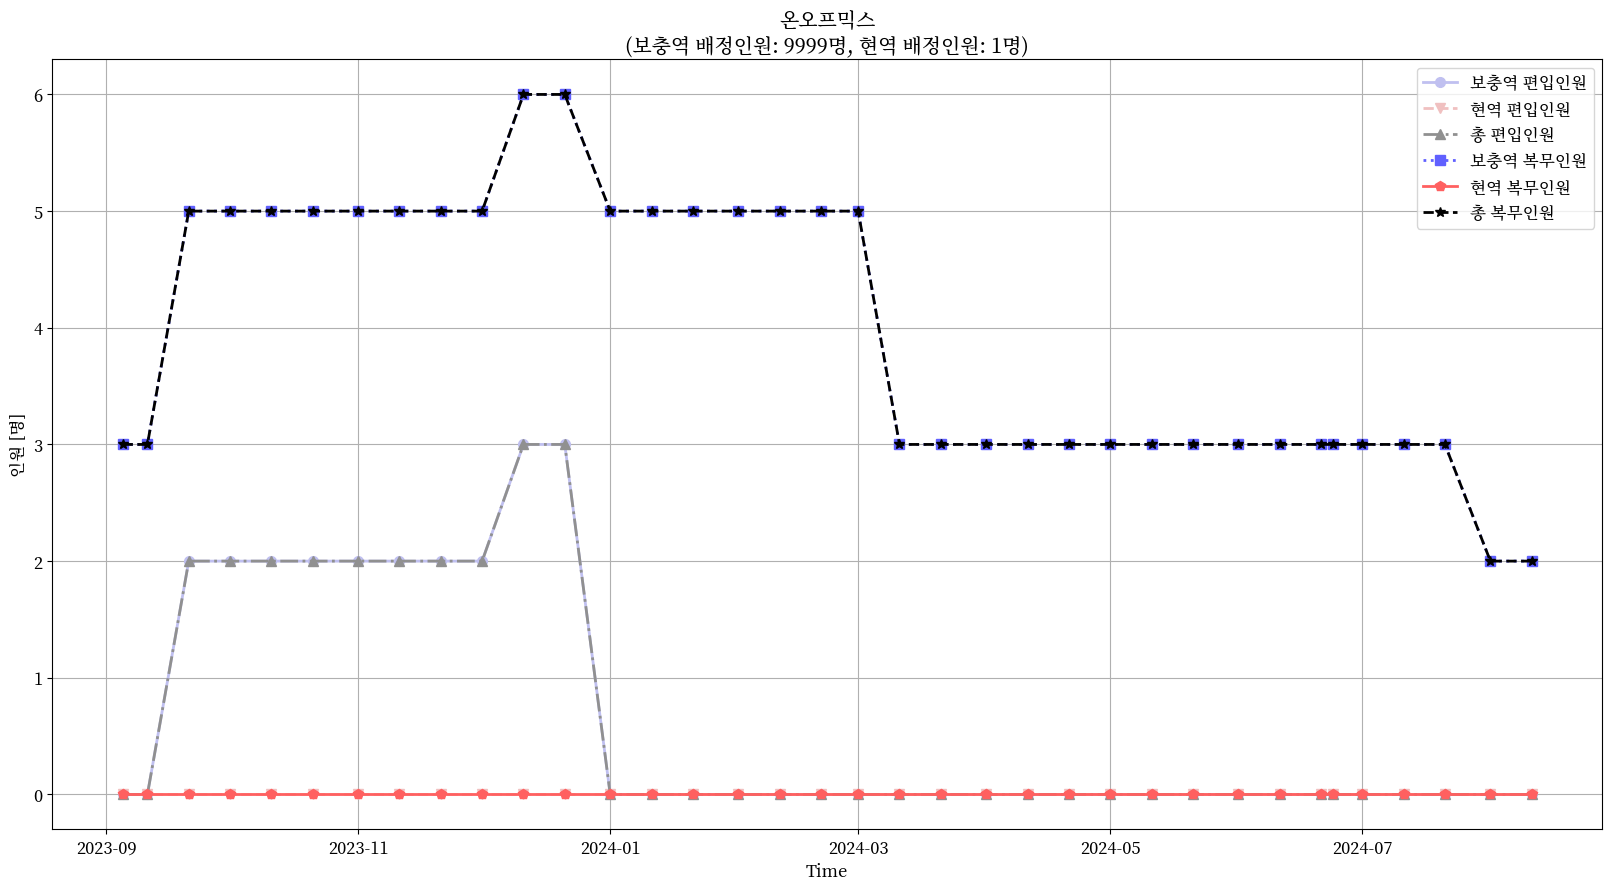 온오프믹스
(보충역 배정인원: 9999명, 현역 배정인원: 1명)
보충역 편입인원
현역 편입인원
총 편입인원
보충역 복무인원
현역 복무인원
총 복무인원
인원 [명]
6
5
4
3
2
1
0
2023-09
2023-11
2024-01
2024-03
2024-05
2024-07
Time